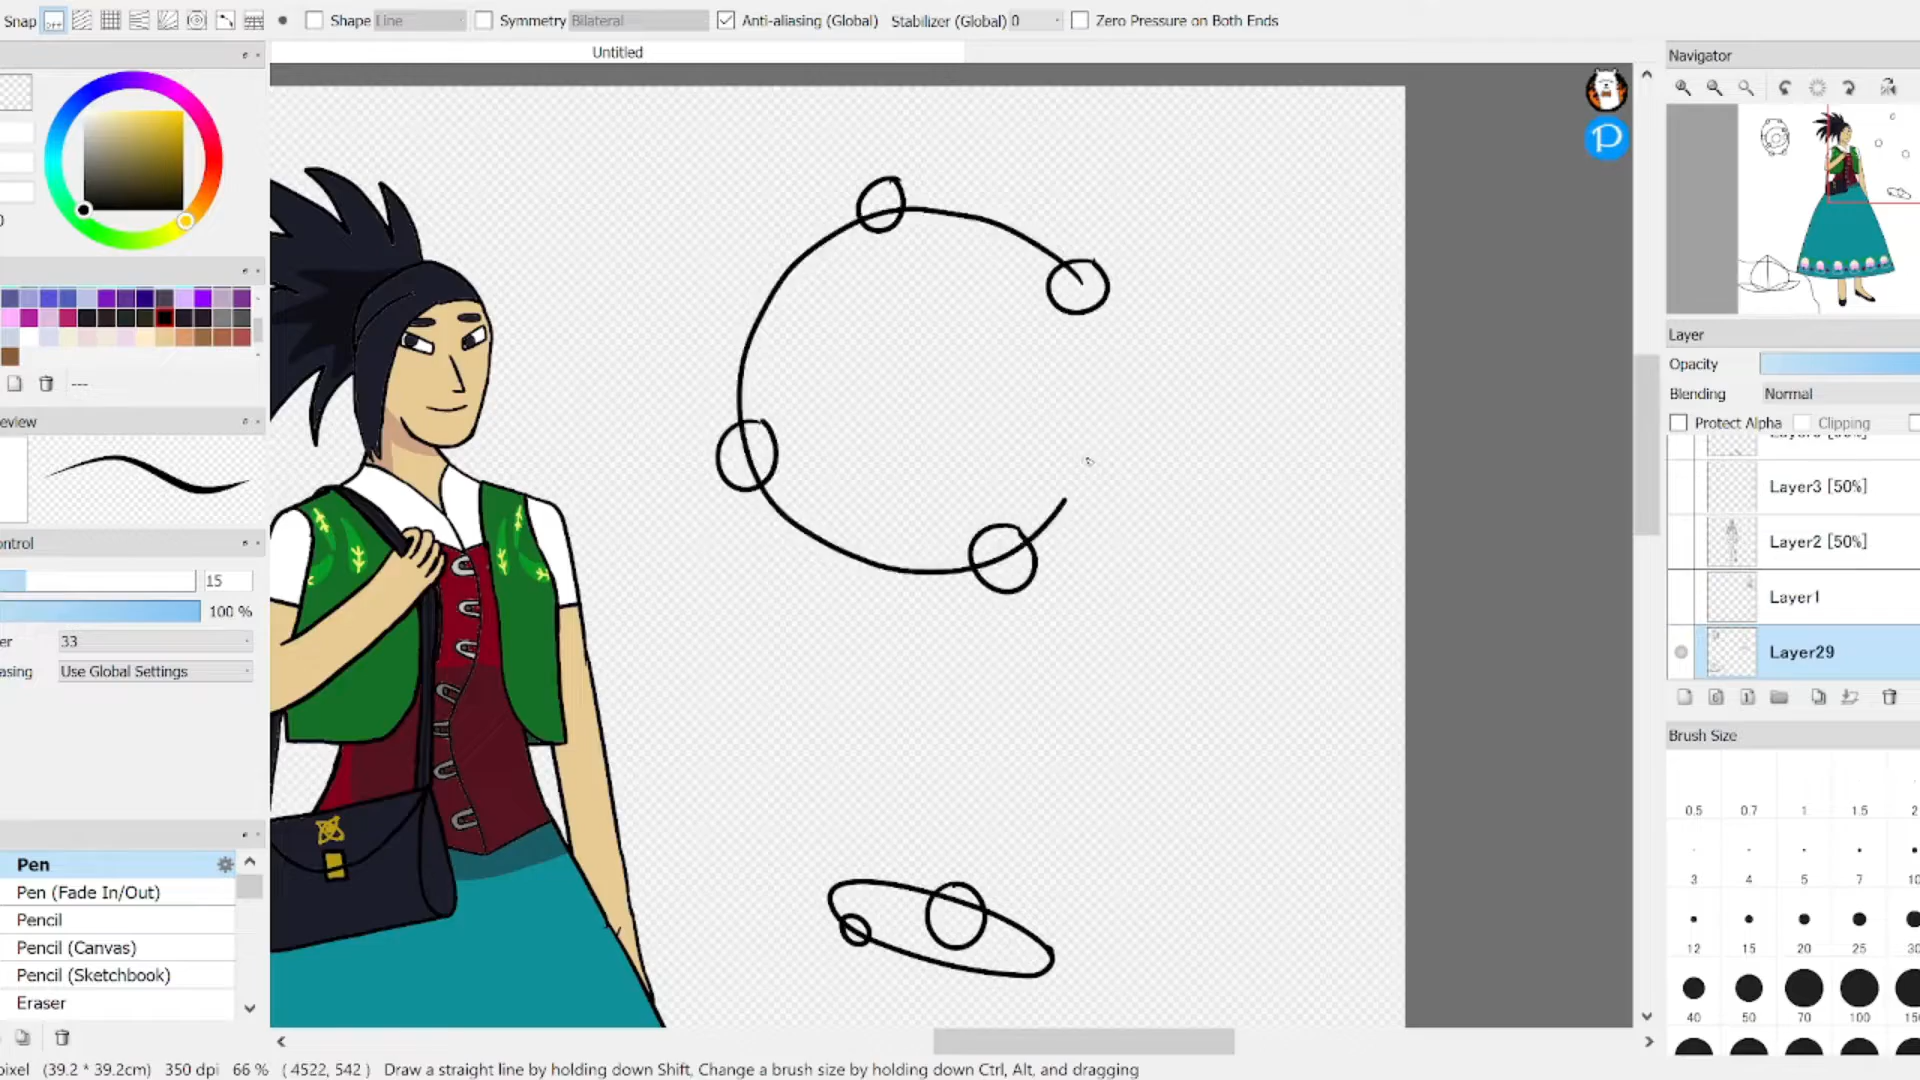 Snap Shape Line Symmetry Bilateral Anti-aliasing (Global) Stabilizer (Global) 0 Zero Pressure on Both Ends
Untitled
Navigator
Layer
Opacity
Blending Normal
Protect Alpha Clipping
Layer3 [50%]
Layer2 [50%]
Layer1
Layer29
Brush Size
0.5 0.7 1 1.5 2
3 4 5 7 10
12 15 20 25 30
40 50 70 100 150
---
eview
ontrol
15
100 %
er 33
asing Use Global Settings
Pen
Pen (Fade In/Out)
Pencil
Pencil (Canvas)
Pencil (Sketchbook)
Eraser
pixel (39.2 * 39.2cm) 350 dpi 66 % ( 4522, 542 ) Draw a straight line by holding down Shift, Change a brush size by holding down Ctrl, Alt, and dragging